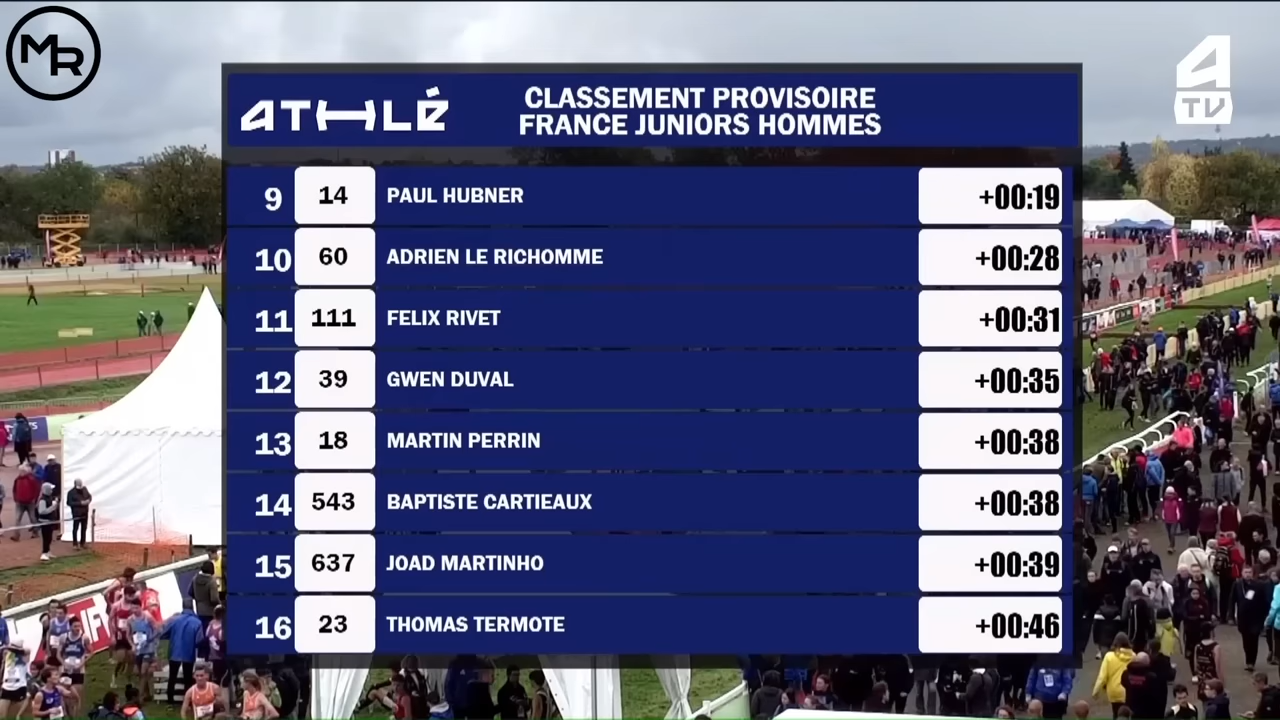 MR
4
TV
ATHLÉ
CLASSEMENT PROVISOIRE
FRANCE JUNIORS HOMMES
9 14 PAUL HUBNER +00:19
10 60 ADRIEN LE RICHOMME +00:28
11 111 FELIX RIVET +00:31
12 39 GWEN DUVAL +00:35
13 18 MARTIN PERRIN +00:38
14 543 BAPTISTE CARTIEAUX +00:38
15 637 JOAD MARTINHO +00:39
16 23 THOMAS TERMOTE +00:46